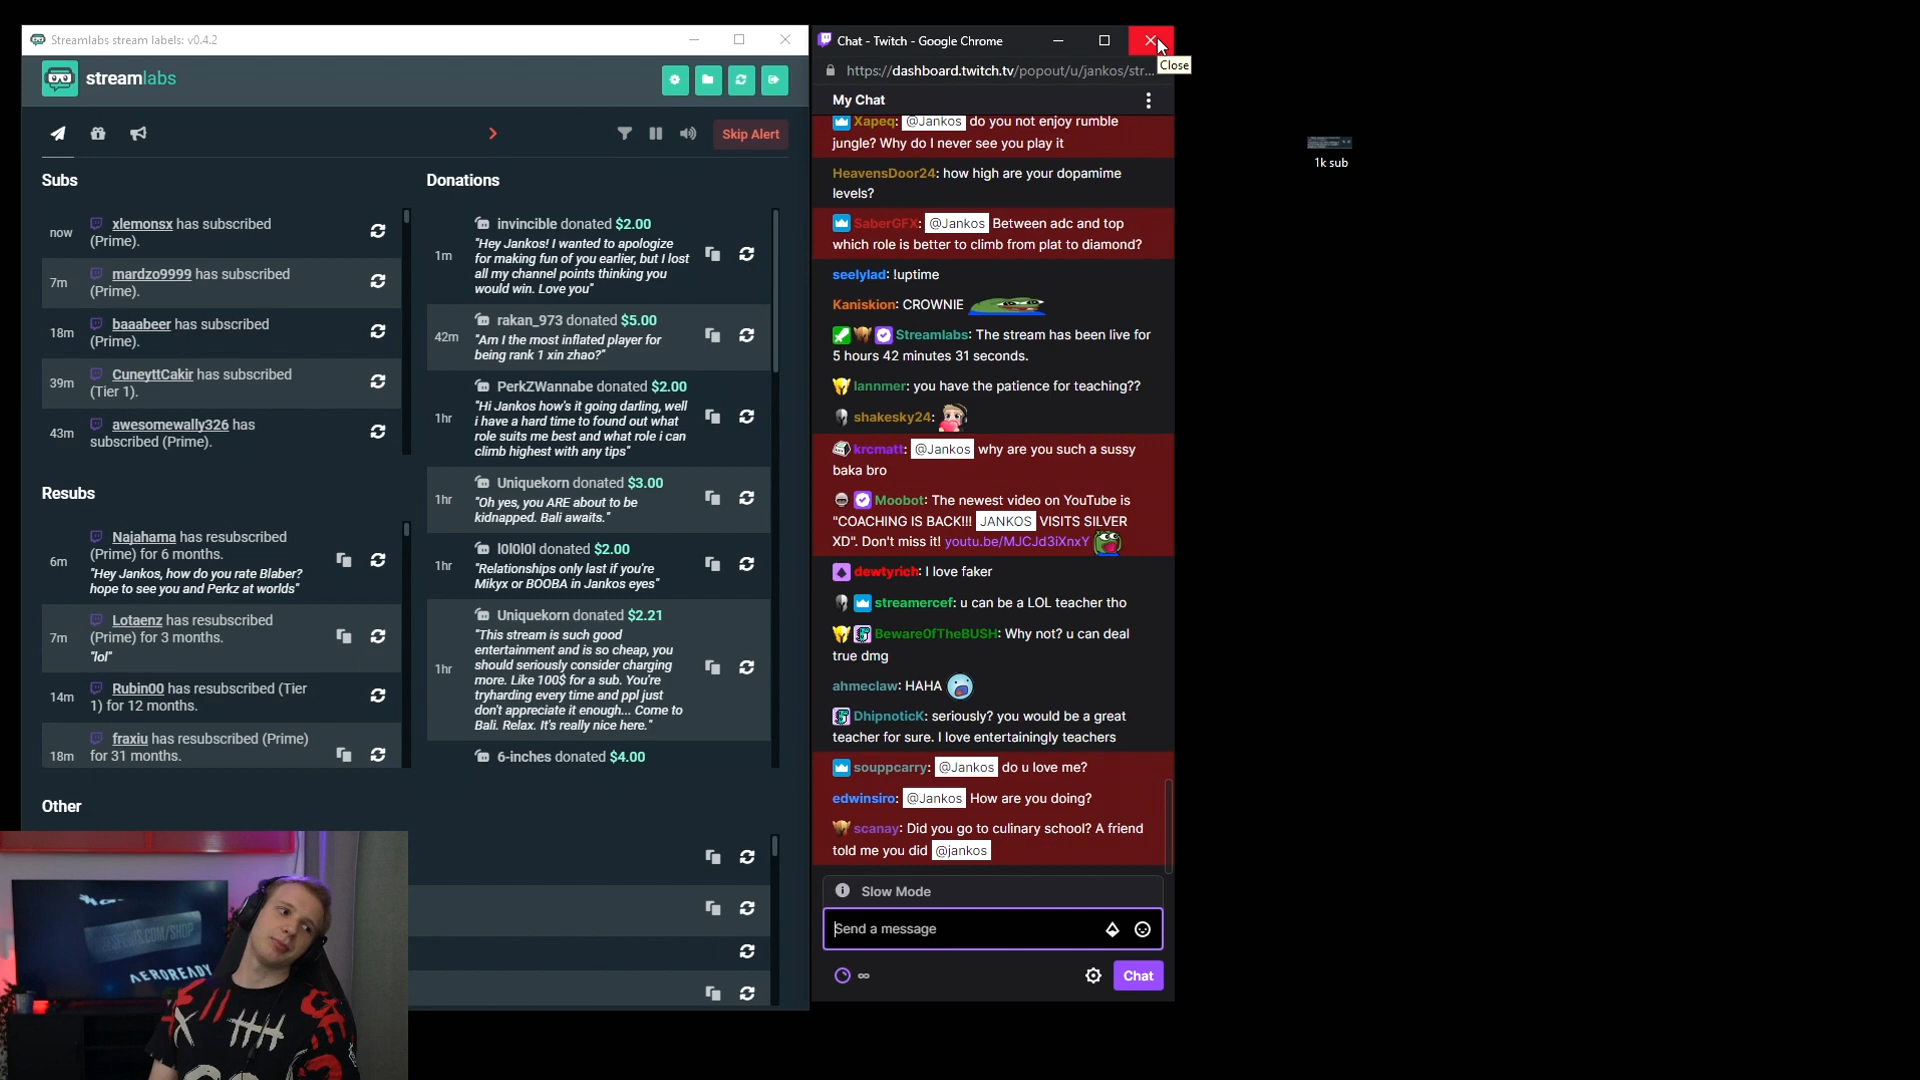 Streamlabs stream labels: v0.4.2
streamlabs
Skip Alert
Subs
now
xlemonsx has subscribed
(Prime).
7m
mardzo9999 has subscribed
(Prime).
18m
baaabeer has subscribed
(Prime).
39m
CuneyttCakir has subscribed
(Tier 1).
43m
awesomewally326 has
subscribed (Prime).
Resubs
6m
Najahama has resubscribed
(Prime) for 6 months.
"Hey Jankos, how do you rate Blaber?
hope to see you and Perkz at worlds"
7m
Lotaenz has resubscribed
(Prime) for 3 months.
"lol"
14m
Rubin00 has resubscribed (Tier
1) for 12 months.
18m
fraxiu has resubscribed (Prime)
for 31 months.
Other
Donations
1m
invincible donated $2.00
"Hey Jankos! I wanted to apologize
for making fun of you earlier, but I lost
all my channel points thinking you
would win. Love you"
42m
rakan_973 donated $5.00
"Am I the most inflated player for
being rank 1 xin zhao?"
1hr
PerkZWannabe donated $2.00
"Hi Jankos how's it going darling, well
i have a hard time to found out what
role suits me best and what role i can
climb highest with any tips"
1hr
Uniquekorn donated $3.00
"Oh yes, you ARE about to be
kidnapped. Bali awaits."
1hr
l0l0l0l donated $2.00
"Relationships only last if you're
Mikyx or BOOBA in Jankos eyes"
1hr
Uniquekorn donated $2.21
"This stream is such good
entertainment and is so cheap, you
should seriously consider charging
more. Like 100$ for a sub. You're
tryharding every time and ppl just
don't appreciate it enough... Come to
Bali. Relax. It's really nice here."
6-inches donated $4.00
Chat - Twitch - Google Chrome
Close
https://dashboard.twitch.tv/popout/u/jankos/str...
My Chat
Xapeq: @Jankos do you not enjoy rumble
jungle? Why do I never see you play it
HeavensDoor24: how high are your dopamime
levels?
SaberGFX: @Jankos Between adc and top
which role is better to climb from plat to diamond?
seelylad: !uptime
Kaniskion: CROWNIE
Streamlabs: The stream has been live for
5 hours 42 minutes 31 seconds.
lannmer: you have the patience for teaching??
shakesky24:
krcmatt: @Jankos why are you such a sussy
baka bro
Moobot: The newest video on YouTube is
"COACHING IS BACK!!! JANKOS VISITS SILVER
XD". Don't miss it! youtu.be/MJCJd3iXnxY
dewtyrich: I love faker
streamercef: u can be a LOL teacher tho
Beware0fTheBUSH: Why not? u can deal
true dmg
ahmeclaw: HAHA
DhipnoticK: seriously? you would be a great
teacher for sure. I love entertainingly teachers
souppcarry: @Jankos do u love me?
edwinsiro: @Jankos How are you doing?
scanay: Did you go to culinary school? A friend
told me you did @jankos
Slow Mode
Send a message
∞
Chat
1k sub
AEROREADY